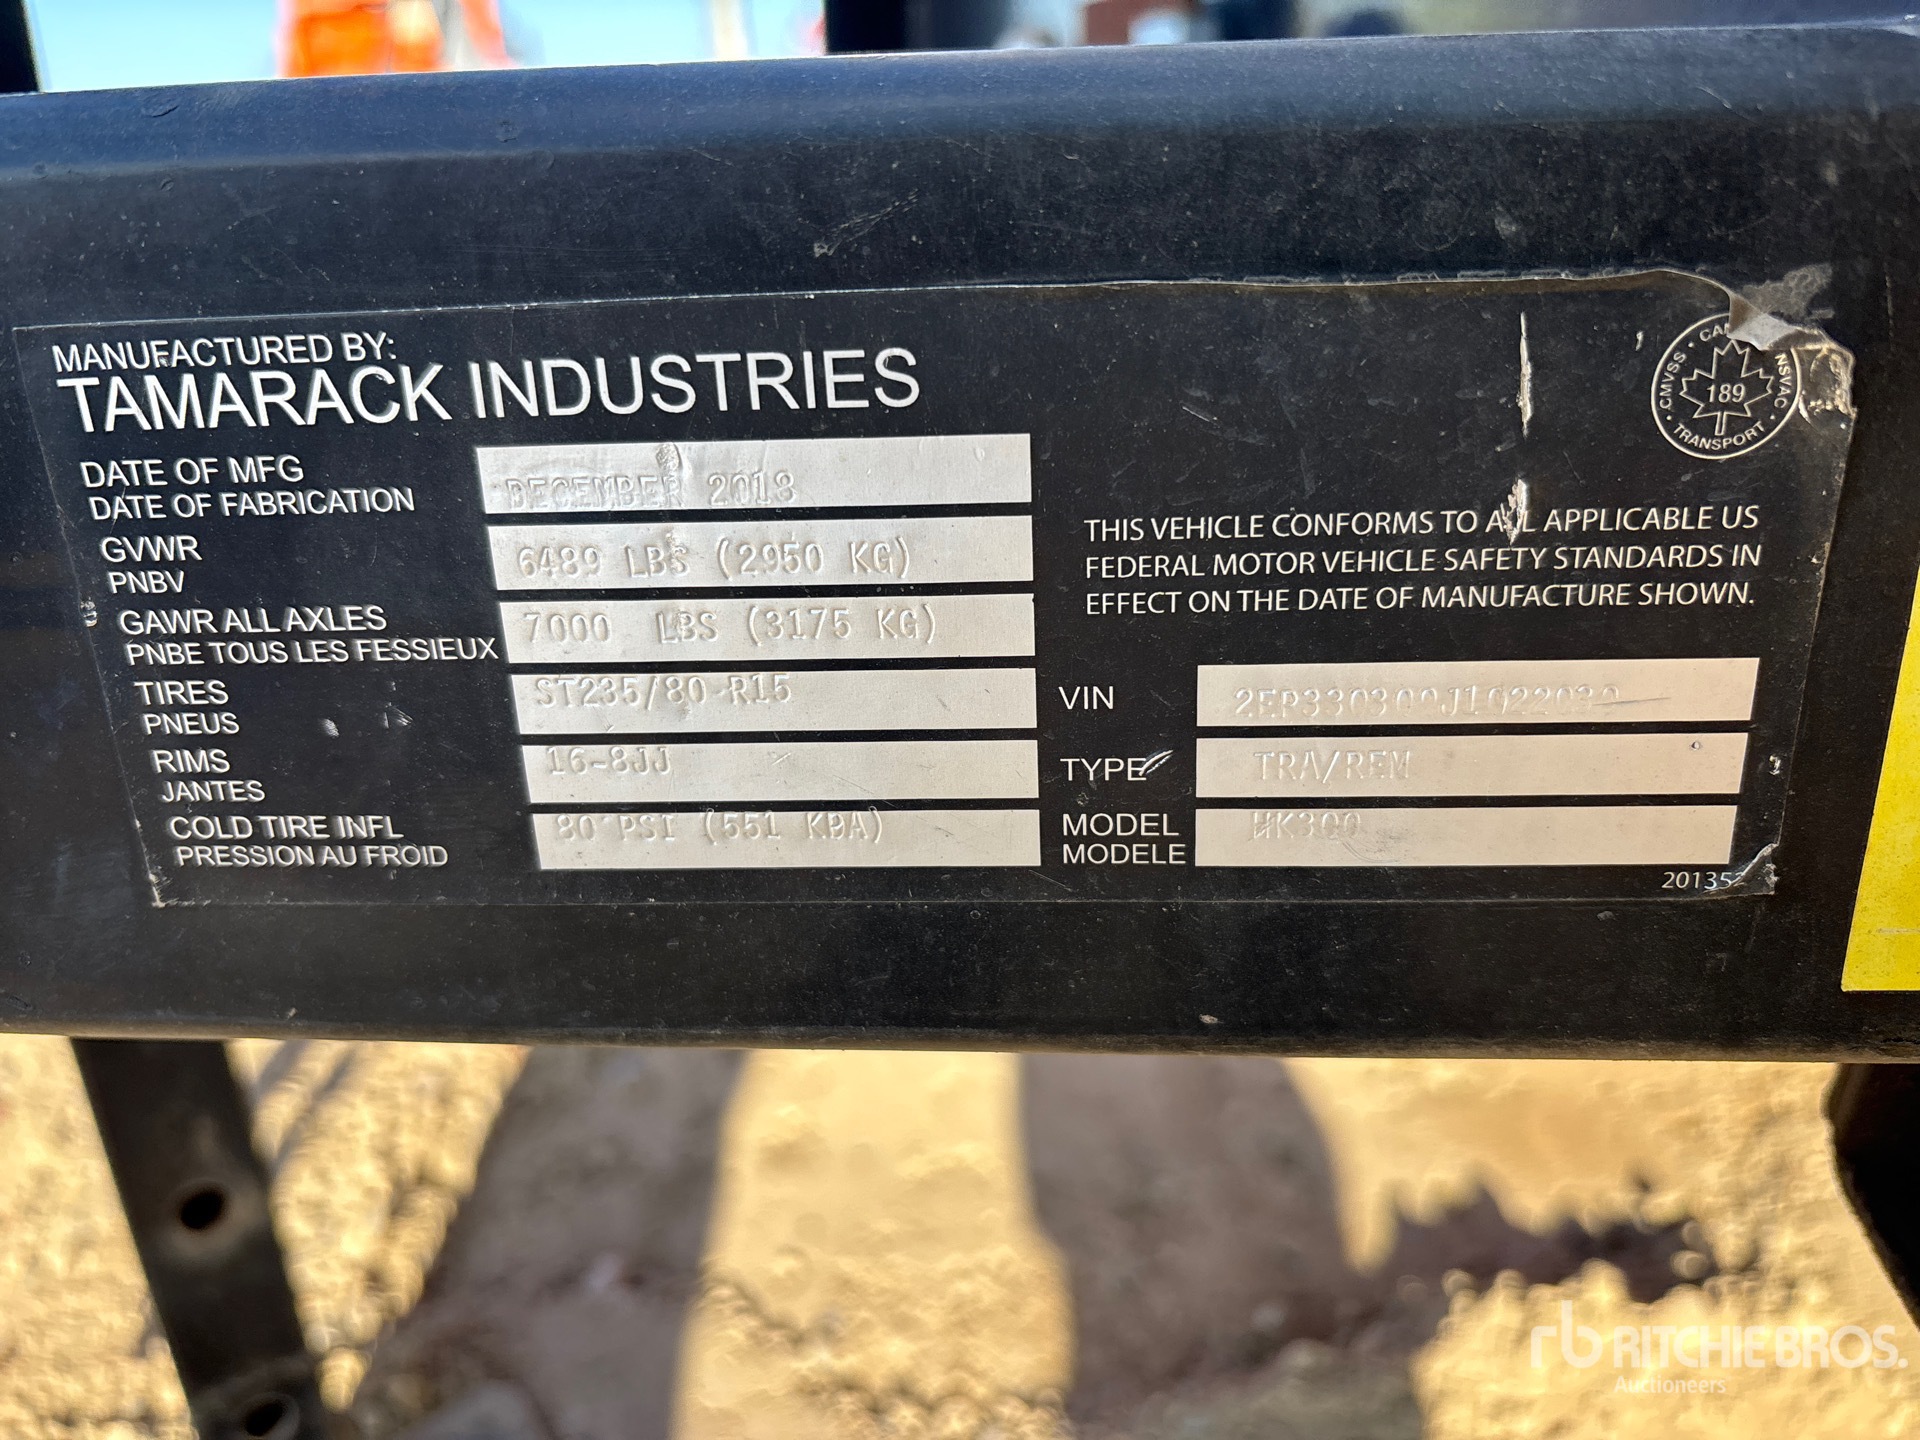 MANUFACTURED BY:
TAMARACK INDUSTRIES
DATE OF MFG
DATE OF FABRICATION
DECEMBER 2018
GVWR
PNBV
6489 LBS (2950 KG)
GAWR ALL AXLES
PNBE TOUS LES FESSIEUX
7000 LBS (3175 KG)
TIRES
PNEUS
ST235/80 R15
RIMS
JANTES
16-8JJ
COLD TIRE INFL
PRESSION AU FROID
80 PSI (551 KPA)
CMVSS
189
TRANSPORT
THIS VEHICLE CONFORMS TO ALL APPLICABLE US
FEDERAL MOTOR VEHICLE SAFETY STANDARDS IN
EFFECT ON THE DATE OF MANUFACTURE SHOWN.
VIN
TYPE
TRA/REM
MODEL
MODELE
HK300
rb RITCHIE BROS.
Auctioneers